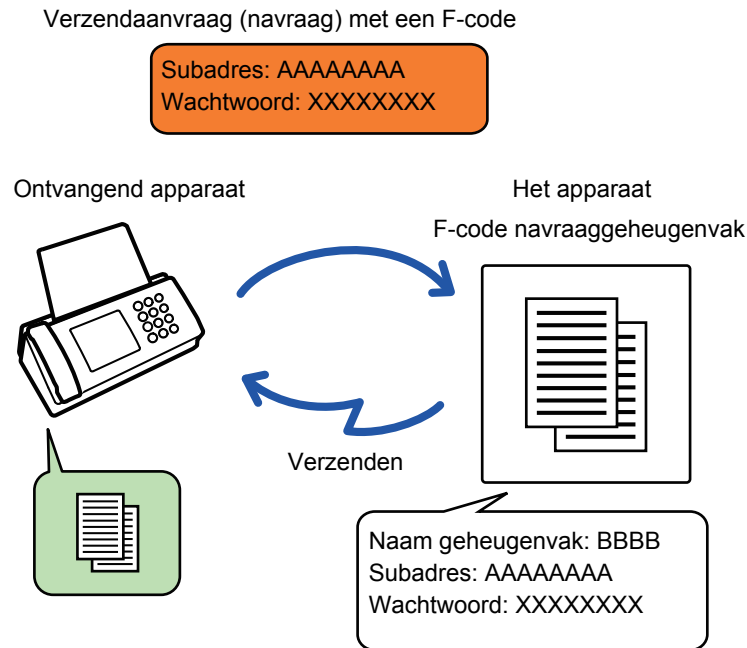 Verzendaanvraag (navraag) met een F-code
Subadres: AAAAAAAA
Wachtwoord: XXXXXXXX
Ontvangend apparaat
Het apparaat
F-code navraaggeheugenvak
Verzenden
Naam geheugenvak: BBBB
Subadres: AAAAAAAA
Wachtwoord: XXXXXXXX